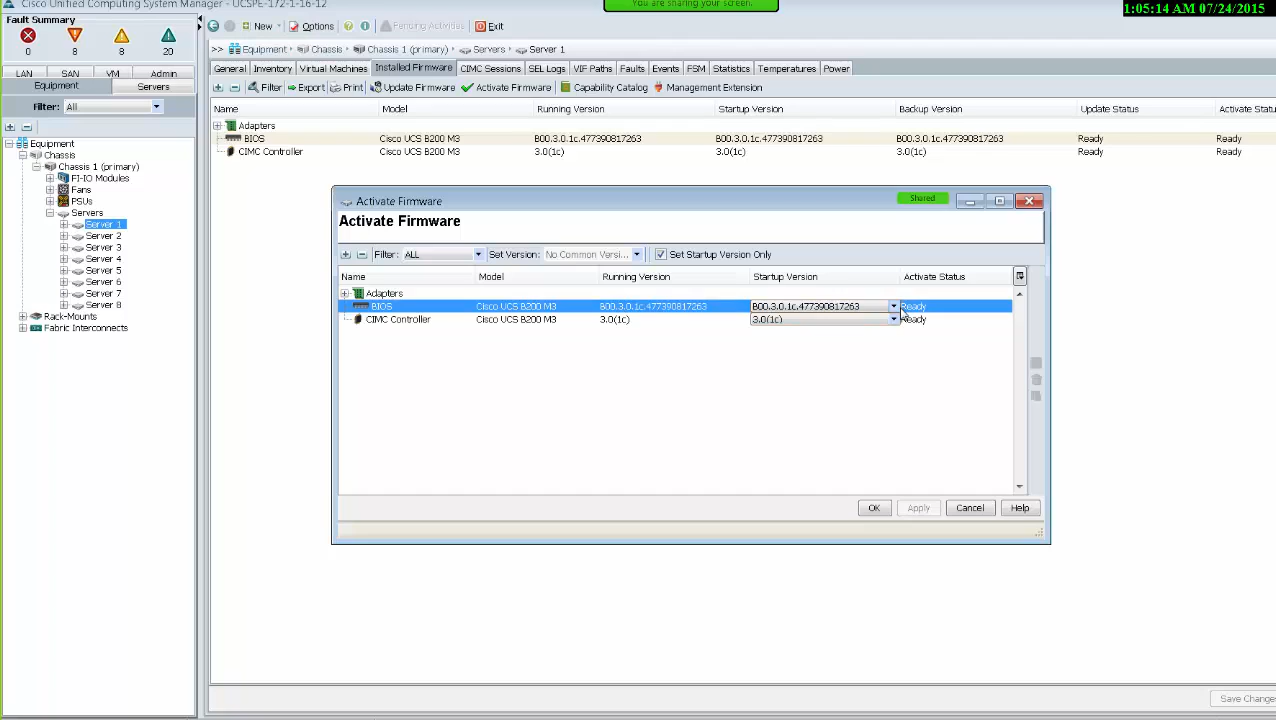 Cisco Unified Computing System Manager - UCSPE-172-1-16-12
You are sharing your screen.
1:05:14 AM 07/24/2015
Fault Summary
0 8 8 20
New Options Pending Activities Exit
>> Equipment Chassis Chassis 1 (primary) Servers Server 1
General Inventory Virtual Machines Installed Firmware CIMC Sessions SEL Logs VIF Paths Faults Events FSM Statistics Temperatures Power
LAN SAN VM Admin
Equipment Servers
Filter: All
Filter Export Print Update Firmware Activate Firmware Capability Catalog Management Extension
Name Model Running Version Startup Version Backup Version Update Status Activate Status
Adapters
BIOS Cisco UCS B200 M3 B00.3.0.1c.477390817263 B00.3.0.1c.477390817263 B00.3.0.1c.477390817263 Ready Ready
CIMC Controller Cisco UCS B200 M3 3.0(1c) 3.0(1c) 3.0(1c) Ready Ready
Equipment
Chassis
Chassis 1 (primary)
FI-IO Modules
Fans
PSUs
Servers
Server 1
Server 2
Server 3
Server 4
Server 5
Server 6
Server 7
Server 8
Rack-Mounts
Fabric Interconnects
Activate Firmware
Shared
Activate Firmware
Filter: ALL Set Version: No Common Versi... Set Startup Version Only
Name Model Running Version Startup Version Activate Status
Adapters
BIOS Cisco UCS B200 M3 B00.3.0.1c.477390817263 B00.3.0.1c.477390817263 Ready
CIMC Controller Cisco UCS B200 M3 3.0(1c) 3.0(1c) Ready
OK Apply Cancel Help
Save Changes